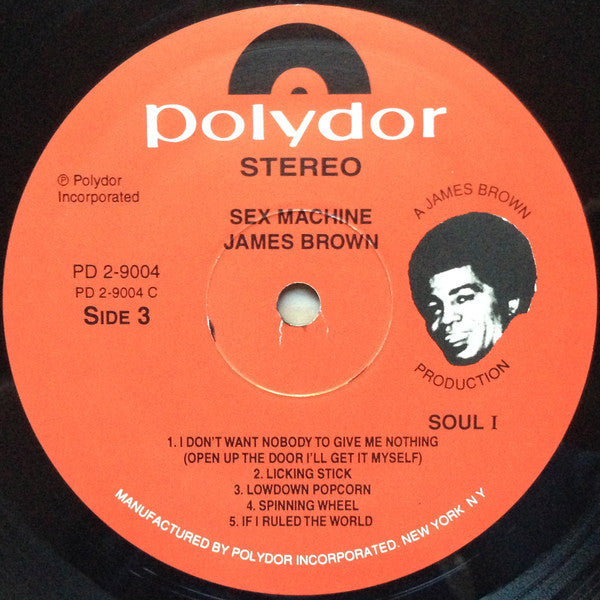 polydor
STEREO
℗ Polydor
Incorporated
SEX MACHINE
JAMES BROWN
A JAMES BROWN
PRODUCTION
PD 2-9004
PD 2-9004 C
SIDE 3
SOUL I
1. I DON'T WANT NOBODY TO GIVE ME NOTHING
(OPEN UP THE DOOR I'LL GET IT MYSELF)
2. LICKING STICK
3. LOWDOWN POPCORN
4. SPINNING WHEEL
5. IF I RULED THE WORLD
MANUFACTURED BY POLYDOR INCORPORATED. NEW YORK N Y